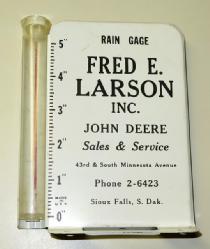 RAIN GAGE
FRED E.
LARSON
INC.
JOHN DEERE
Sales & Service
43rd & South Minnesota Avenue
Phone 2-6423
Sioux Falls, S. Dak.
5"
4"
3"
2"
1"
0"